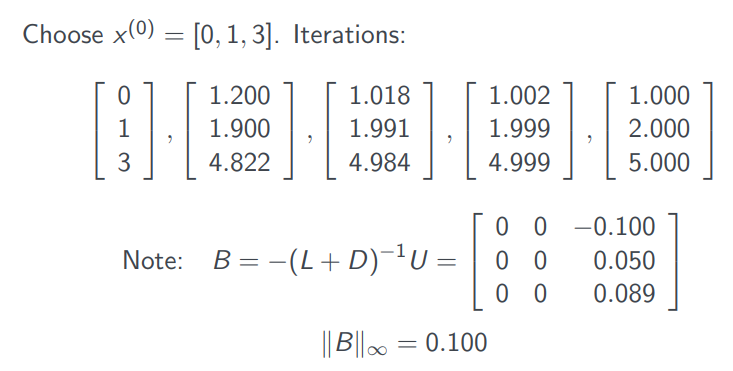 Choose x^(0) = [0, 1, 3]. Iterations:
[0 1 3], [1.200 1.900 4.822], [1.018 1.991 4.984], [1.002 1.999 4.999], [1.000 2.000 5.000]
Note: B = −(L + D)^−1 U = [0 0 −0.100
0 0 0.050
0 0 0.089]
‖B‖∞ = 0.100